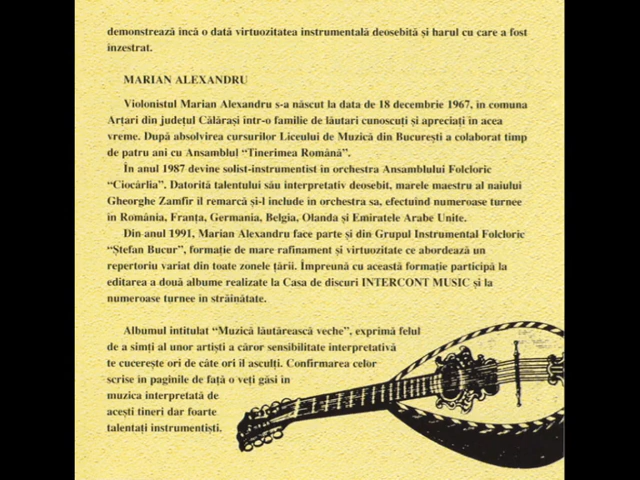 demonstrează încă o dată virtuozitatea instrumentală deosebită și harul cu care a fost
înzestrat.
MARIAN ALEXANDRU
Violonistul Marian Alexandru s-a născut la data de 18 decembrie 1967, în comuna
Arțari din județul Călărași într-o familie de lăutari cunoscuți și apreciați în acea
vreme. După absolvirea cursurilor Liceului de Muzică din București a colaborat timp
de patru ani cu Ansamblul “Tinerimea Română”.
În anul 1987 devine solist-instrumentist în orchestra Ansamblului Folcloric
“Ciocârlia”. Datorită talentului său interpretativ deosebit, marele maestru al naiului
Gheorghe Zamfir îl remarcă și-l include în orchestra sa, efectuînd numeroase turnee
în România, Franța, Germania, Belgia, Olanda și Emiratele Arabe Unite.
Din anul 1991, Marian Alexandru face parte și din Grupul Instrumental Folcloric
“Ștefan Bucur”, formație de mare rafinament și virtuozitate ce abordează un
repertoriu variat din toate zonele țării. Împreună cu această formație participă la
editarea a două albume realizate la Casa de discuri INTERCONT MUSIC și la
numeroase turnee în străinătate.
Albumul intitulat “Muzică lăutărească veche”, exprimă felul
de a simți al unor artiști a căror sensibilitate interpretativă
te cucerește ori de câte ori îl asculți. Confirmarea celor
scrise în paginile de față o veți găsi în
muzica interpretată de
acești tineri dar foarte
talentați instrumentiști.